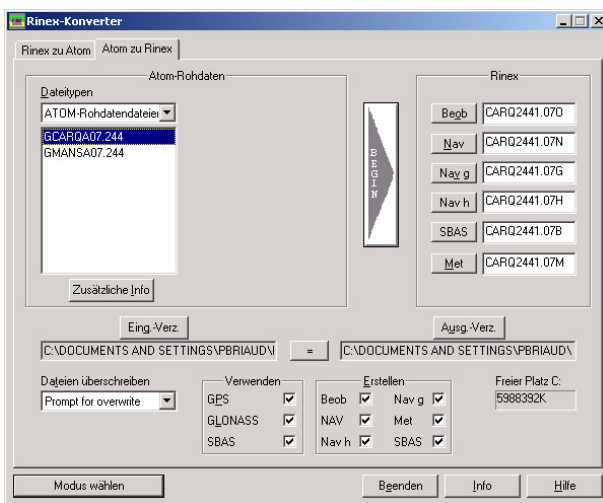 Rinex-Konverter
Rinex zu Atom
Atom zu Rinex
Atom-Rohdaten
Dateitypen
ATOM-Rohdatendateien
GCARQA07.244
GMANSA07.244
Zusätzliche Info
BEGIN
Rinex
Beob CARQ2441.07O
Nav CARQ2441.07N
Nav g CARQ2441.07G
Nav h CARQ2441.07H
SBAS CARQ2441.07B
Met CARQ2441.07M
Eing.-Verz.
Ausg.-Verz.
C:\DOCUMENTS AND SETTINGS\PBRIAUD\
=
C:\DOCUMENTS AND SETTINGS\PBRIAUD\
Dateien überschreiben
Prompt for overwrite
Verwenden
GPS
GLONASS
SBAS
Erstellen
Beob Nav g
NAV Met
Nav h SBAS
Freier Platz C:
5988392K
Modus wählen
Beenden
Info
Hilfe